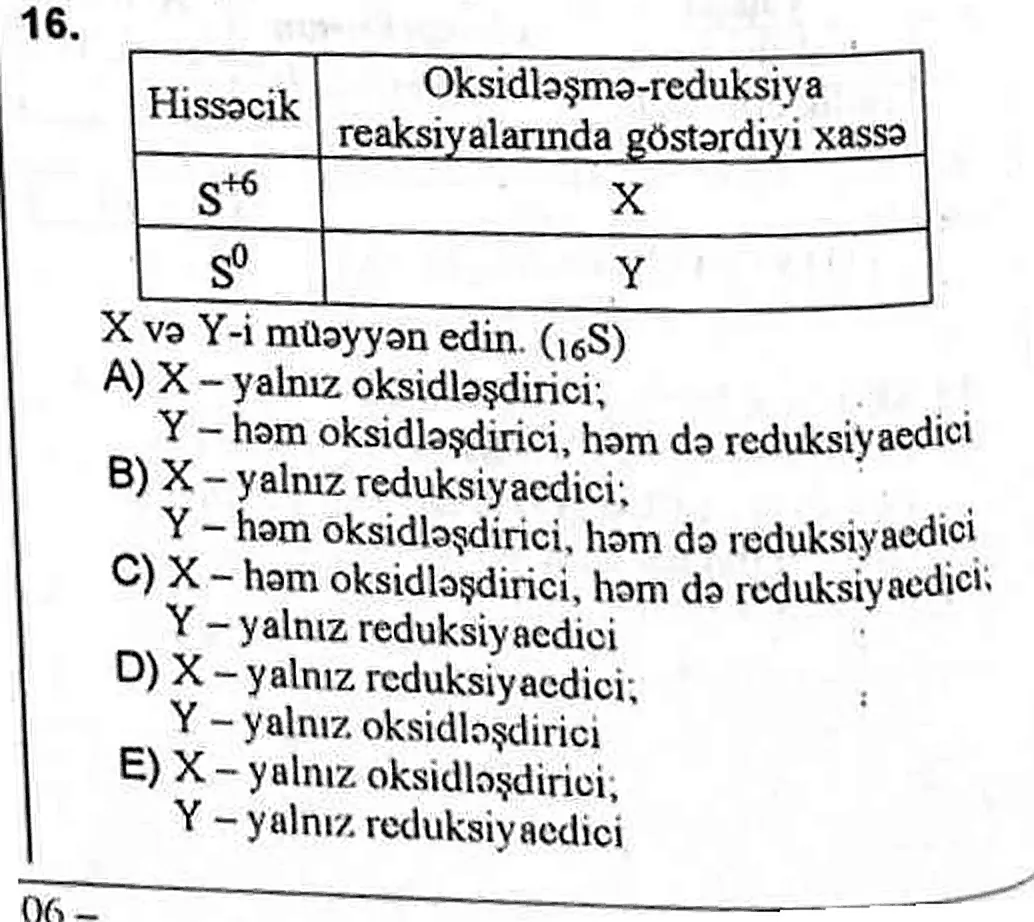 16.
Hissəcik
Oksidləşmə-reduksiya
reaksiyalarında göstərdiyi xassə
S+6
X
S0
Y
X və Y-i müəyyən edin. (16S)
A) X – yalnız oksidləşdirici;
Y – həm oksidləşdirici, həm də reduksiyaedici
B) X – yalnız reduksiyaedici;
Y – həm oksidləşdirici, həm də reduksiyaedici
C) X – həm oksidləşdirici, həm də reduksiyaedici;
Y – yalnız reduksiyaedici
D) X – yalnız reduksiyaedici;
Y – yalnız oksidləşdirici
E) X – yalnız oksidləşdirici;
Y – yalnız reduksiyaedici
06 –